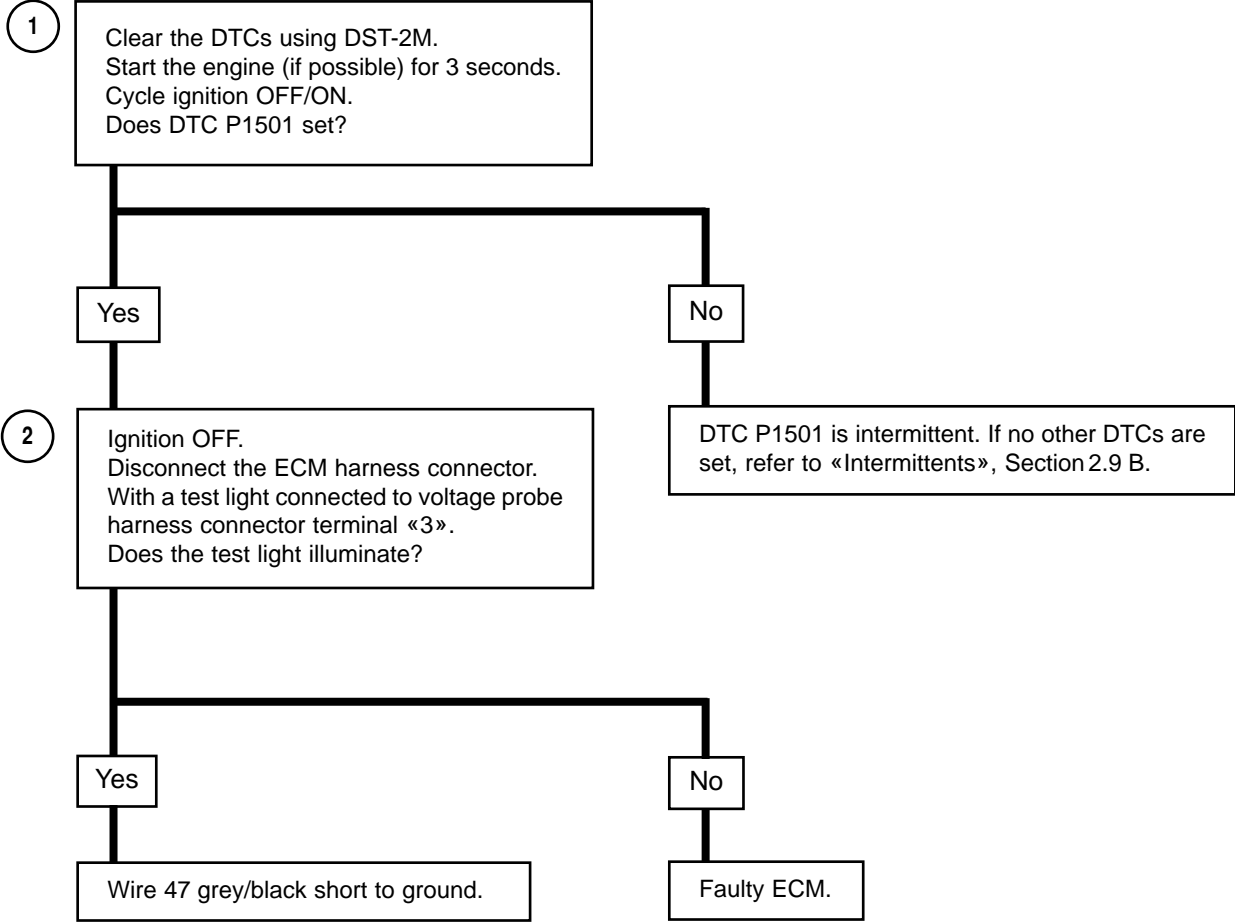 1
Clear the DTCs using DST-2M.
Start the engine (if possible) for 3 seconds.
Cycle ignition OFF/ON.
Does DTC P1501 set?
Yes
No
2
Ignition OFF.
Disconnect the ECM harness connector.
With a test light connected to voltage probe
harness connector terminal «3».
Does the test light illuminate?
DTC P1501 is intermittent. If no other DTCs are
set, refer to «Intermittents», Section 2.9 B.
Yes
No
Wire 47 grey/black short to ground.
Faulty ECM.